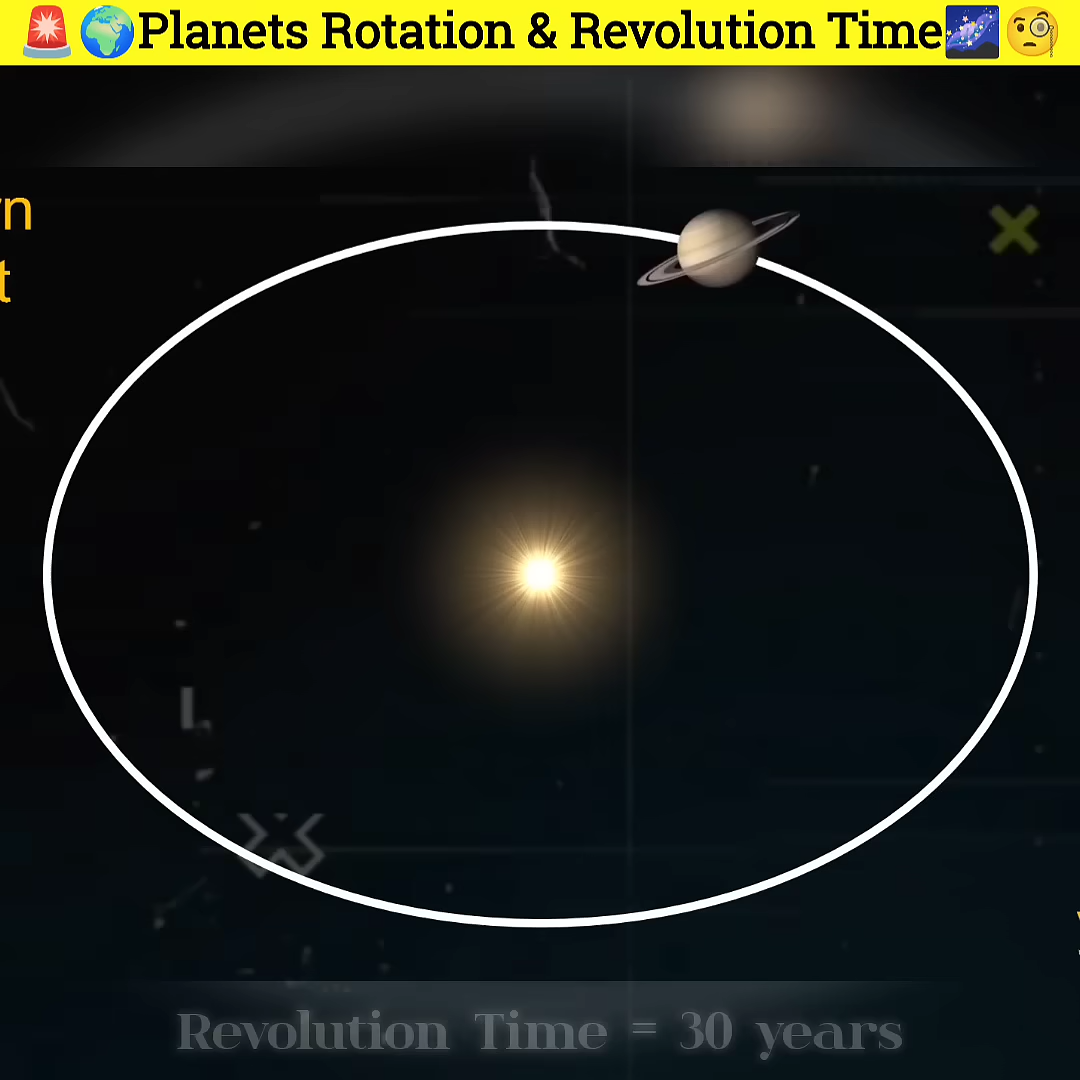 🚨🌍Planets Rotation & Revolution Time🌌🧐
Revolution Time = 30 years